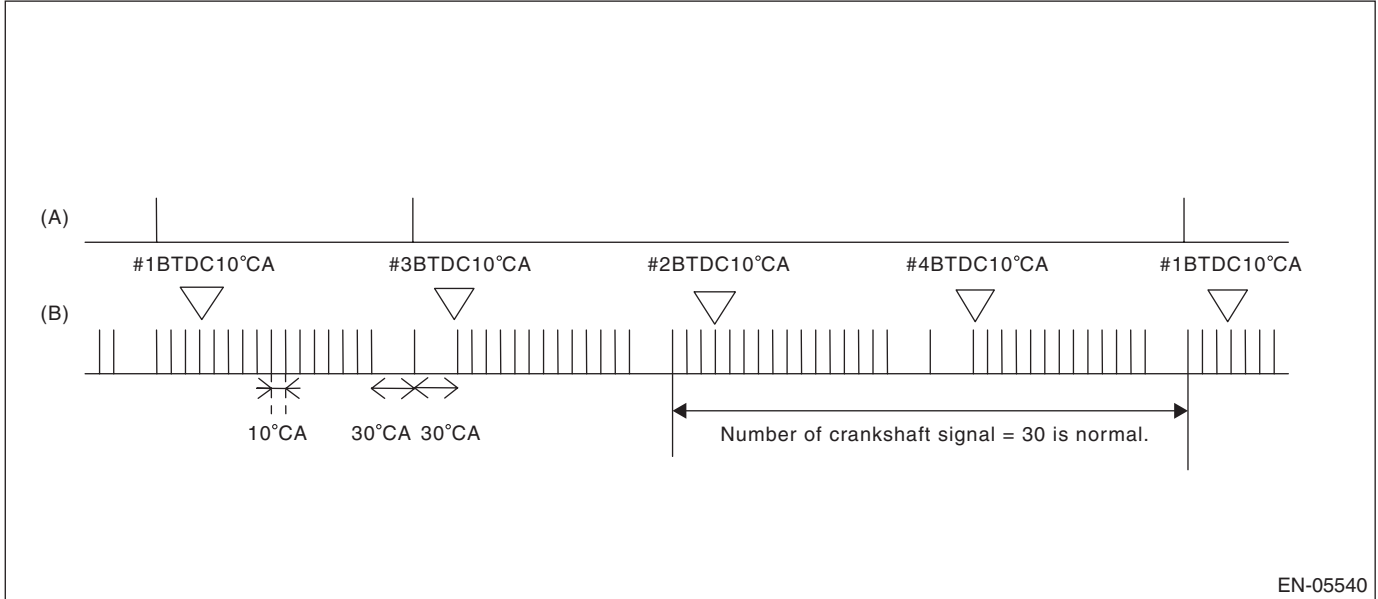 (A)
#1BTDC10°CA #3BTDC10°CA #2BTDC10°CA #4BTDC10°CA #1BTDC10°CA
(B)
10°CA 30°CA 30°CA Number of crankshaft signal = 30 is normal.
EN-05540